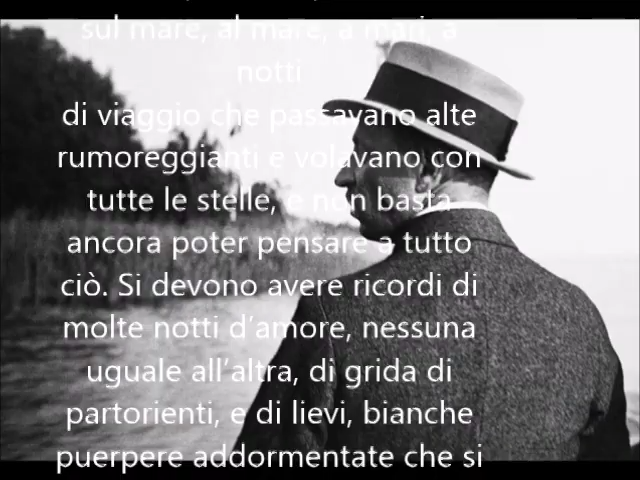 sul mare, al mare, a mari, a
notti
di viaggio che passavano alte
rumoreggianti e volavano con
tutte le stelle, e non basta
ancora poter pensare a tutto
ciò. Si devono avere ricordi di
molte notti d’amore, nessuna
uguale all’altra, di grida di
partorienti, e di lievi, bianche
puerpere addormentate che si